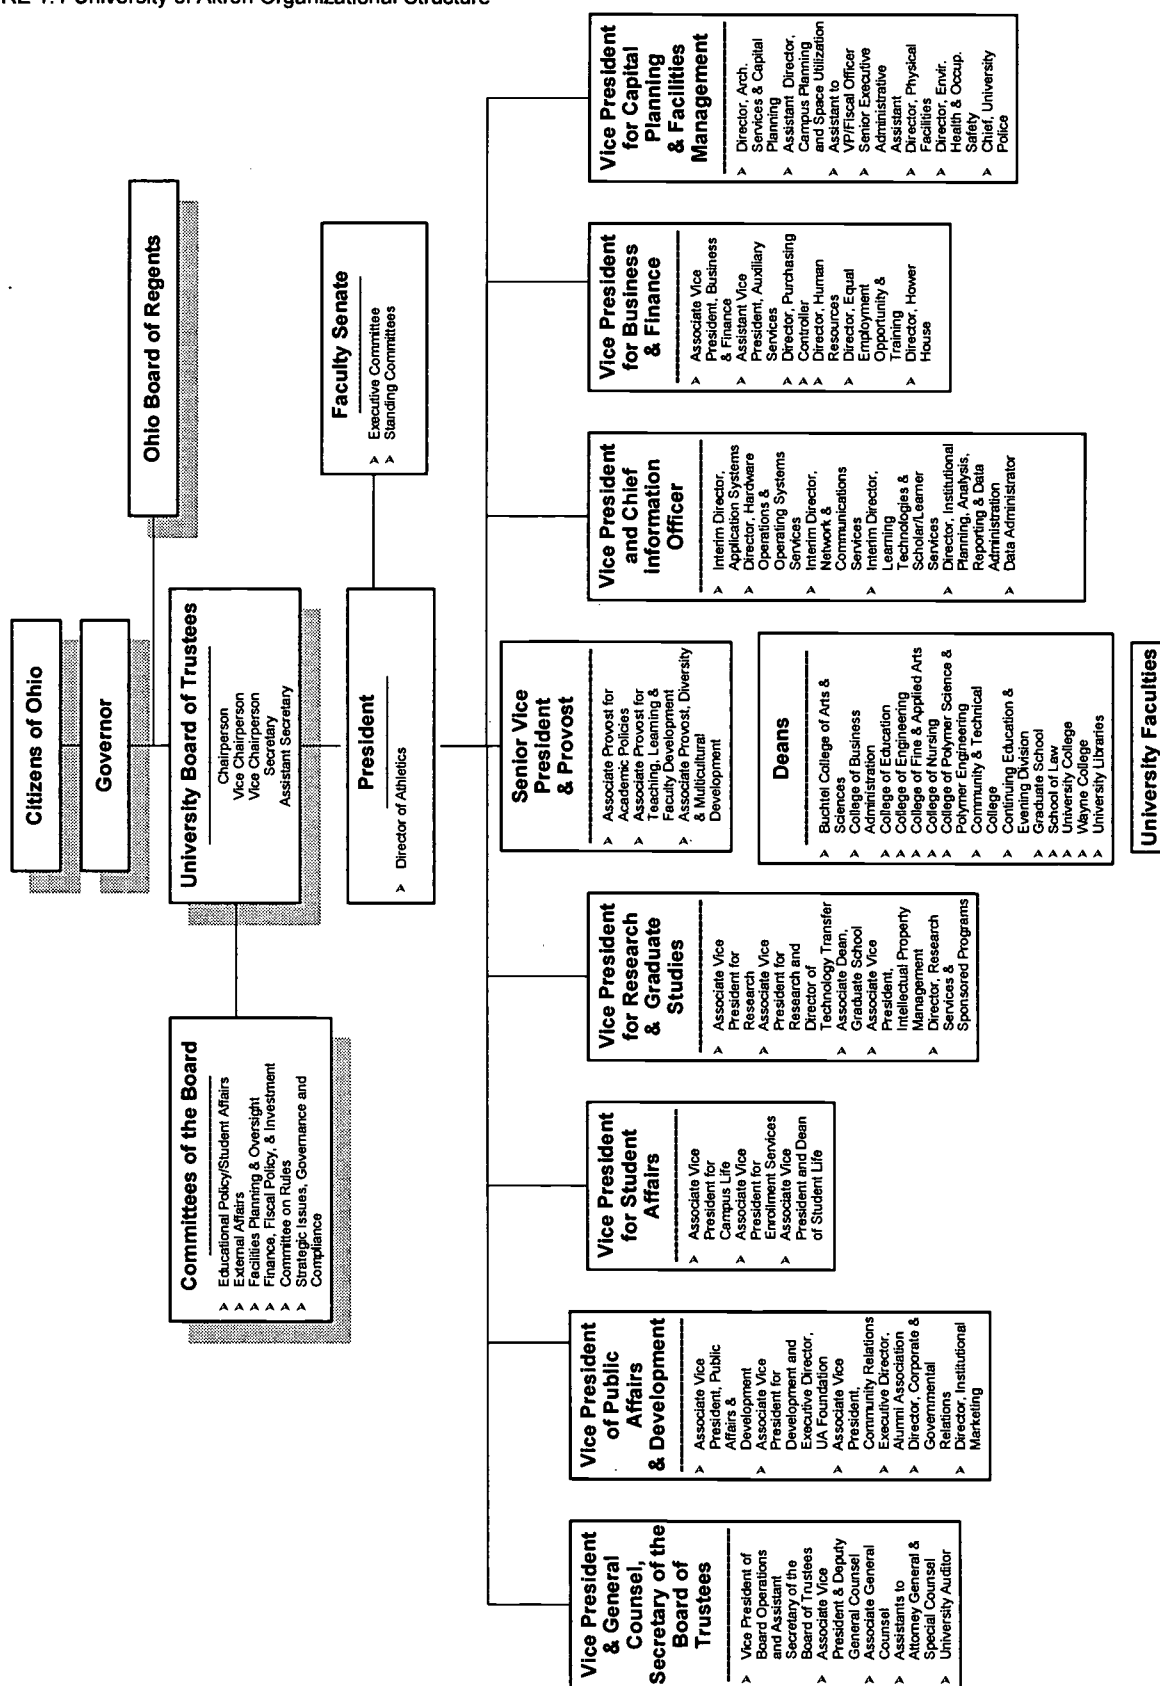 University of Akron Organizational Structure
Citizens of Ohio
Governor
Ohio Board of Regents
University Board of Trustees
Chairperson
Vice Chairperson
Vice Chairperson
Secretary
Assistant Secretary
Committees of the Board
➤ Educational Policy/Student Affairs
➤ External Affairs
➤ Facilities Planning & Oversight
➤ Finance, Fiscal Policy, & Investment
➤ Committee on Rules
➤ Strategic Issues, Governance and
Compliance
President
➤ Director of Athletics
Faculty Senate
➤ Executive Committee
➤ Standing Committees
Vice President
& General
Counsel,
Secretary of the
Board of
Trustees
➤ Vice President of
Board Operations
and Assistant
Secretary of the
Board of Trustees
➤ Associate Vice
President & Deputy
General Counsel
➤ Associate General
Counsel
➤ Assistants to
Attorney General &
Special Counsel
➤ University Auditor
Vice President
of Public
Affairs
& Development
➤ Associate Vice
President, Public
Affairs &
Development
➤ Associate Vice
President for
Development and
Executive Director,
UA Foundation
➤ Associate Vice
President,
Community Relations
➤ Executive Director,
Alumni Association
➤ Director, Corporate &
Governmental
Relations
➤ Director, Institutional
Marketing
Vice President
for Student
Affairs
➤ Associate Vice
President for
Campus Life
➤ Associate Vice
President for
Enrollment Services
➤ Associate Vice
President and Dean
of Student Life
Vice President
for Research
& Graduate
Studies
➤ Associate Vice
President for
Research
➤ Associate Vice
President for
Research and
Director of
Technology Transfer
➤ Associate Dean,
Graduate School
➤ Associate Vice
President,
Intellectual Property
Management
➤ Director, Research
Services &
Sponsored Programs
Senior Vice
President
& Provost
➤ Associate Provost for
Academic Policies
➤ Associate Provost for
Teaching, Learning &
Faculty Development
➤ Associate Provost, Diversity
& Multicultural
Development
Deans
➤ Buchtel College of Arts &
Sciences
➤ College of Business
Administration
➤ College of Education
➤ College of Engineering
➤ College of Fine & Applied Arts
➤ College of Nursing
➤ College of Polymer Science &
Polymer Engineering
➤ Community & Technical
College
➤ Continuing Education &
Evening Division
➤ Graduate School
➤ School of Law
➤ University College
➤ Wayne College
➤ University Libraries
University Faculties
Vice President
and Chief
Information
Officer
➤ Interim Director,
Application Systems
➤ Director, Hardware
Operations &
Operating Systems
Services
➤ Interim Director,
Network &
Communications
Services
➤ Interim Director,
Learning
Technologies &
Scholar/Learner
Services
➤ Director, Institutional
Planning, Analysis,
Reporting & Data
Administration
➤ Data Administrator
Vice President
for Business
& Finance
➤ Associate Vice
President, Business
& Finance
➤ Assistant Vice
President, Auxiliary
Services
➤ Director, Purchasing
➤ Controller
➤ Director, Human
Resources
➤ Director, Equal
Employment
Opportunity &
Training
➤ Director, Hower
House
Vice President
for Capital
Planning
& Facilities
Management
➤ Director, Arch.
Services & Capital
Planning
➤ Assistant Director,
Campus Planning
and Space Utilization
➤ Assistant to
VP/Fiscal Officer
➤ Senior Executive
Administrative
Assistant
➤ Director, Physical
Facilities
➤ Director, Envir.
Health & Occup.
Safety
➤ Chief, University
Police